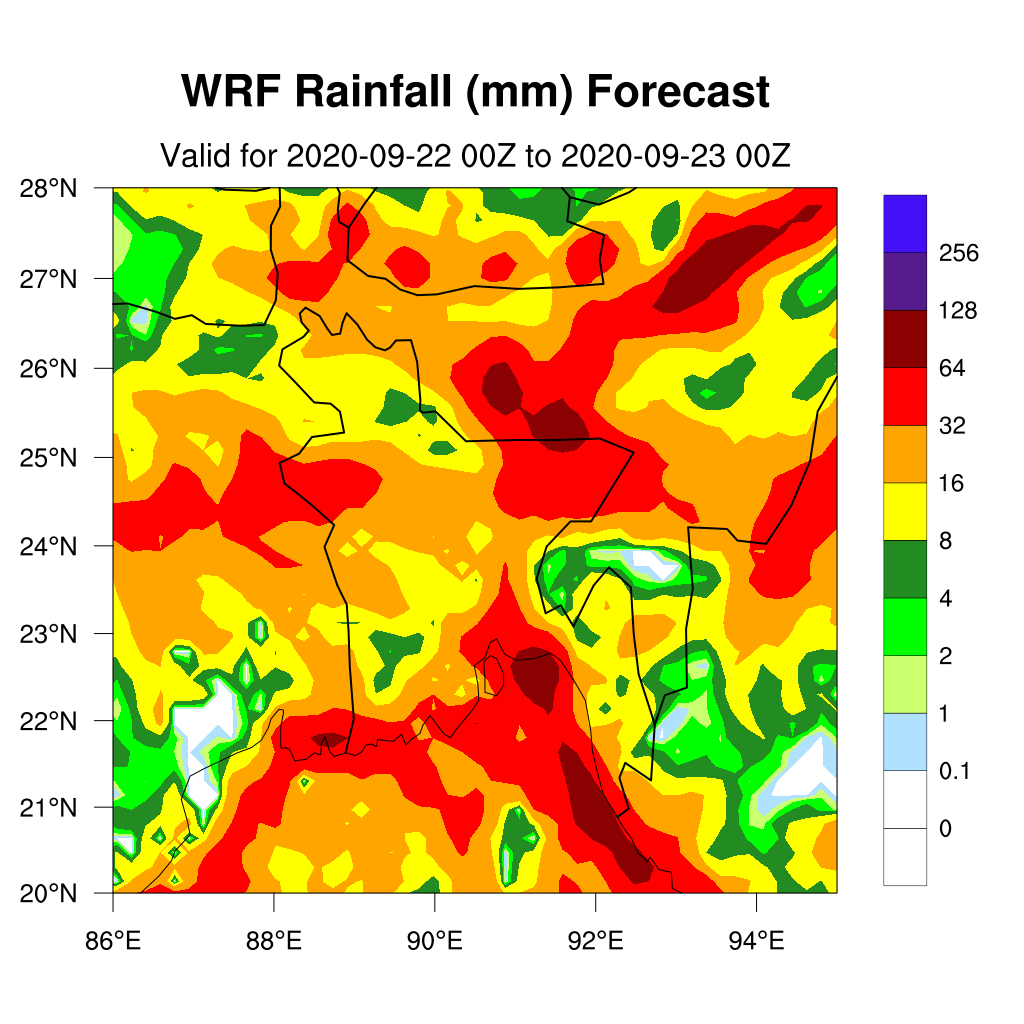 WRF Rainfall (mm) Forecast
Valid for 2020-09-22 00Z to 2020-09-23 00Z
28°N
27°N
26°N
25°N
24°N
23°N
22°N
21°N
20°N
86°E
88°E
90°E
92°E
94°E
256
128
64
32
16
8
4
2
1
0.1
0